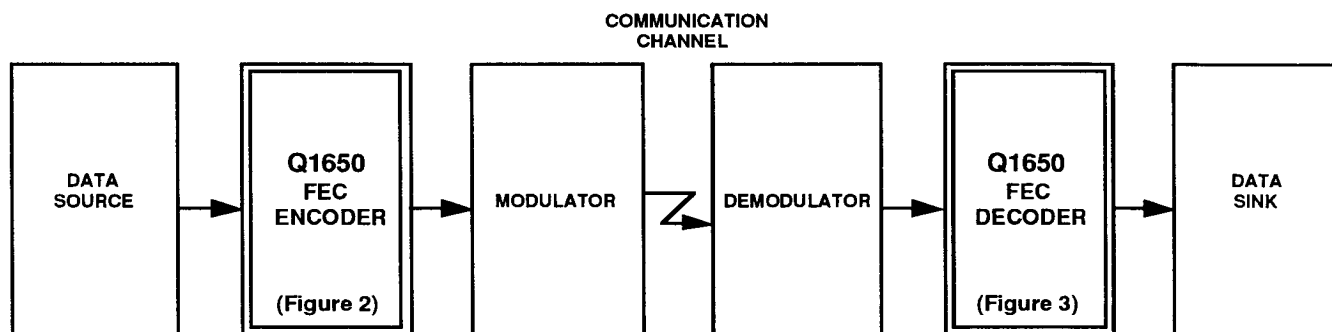 COMMUNICATION
CHANNEL
DATA
SOURCE
Q1650
FEC
ENCODER
(Figure 2)
MODULATOR
DEMODULATOR
Q1650
FEC
DECODER
(Figure 3)
DATA
SINK